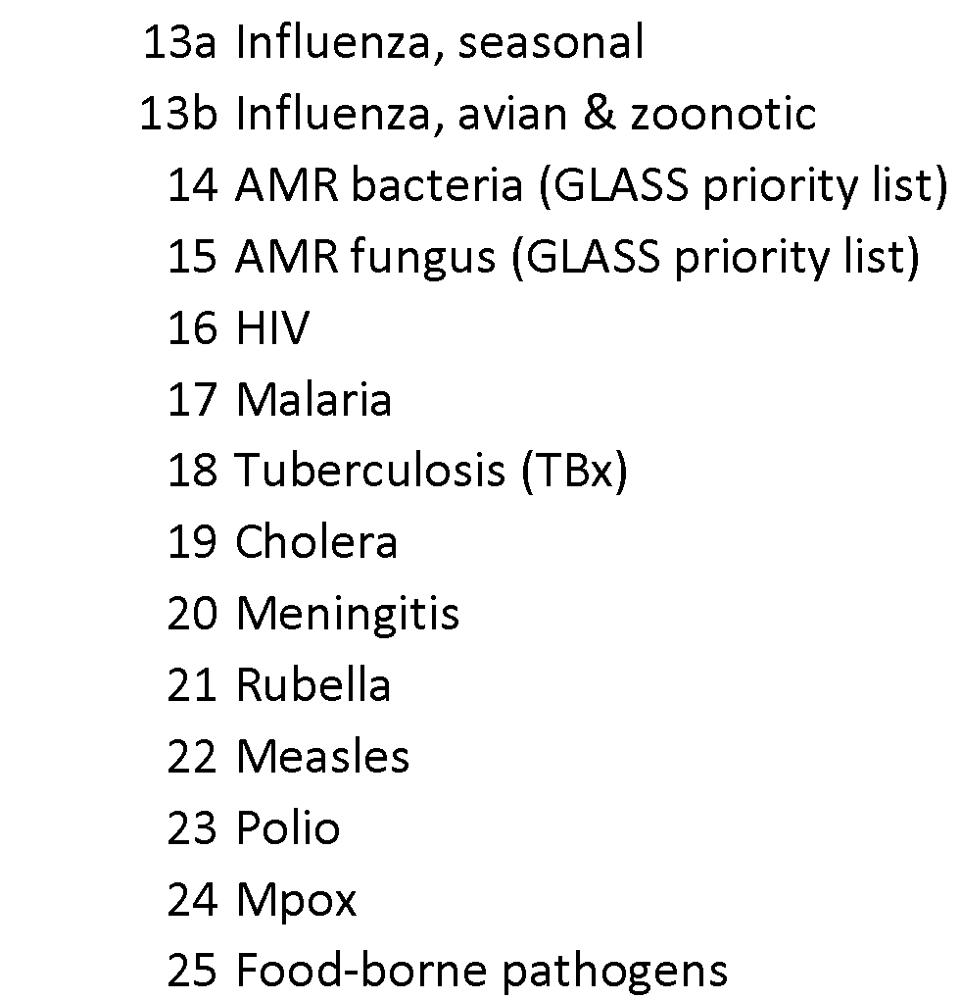 13a Influenza, seasonal
13b Influenza, avian & zoonotic
14 AMR bacteria (GLASS priority list)
15 AMR fungus (GLASS priority list)
16 HIV
17 Malaria
18 Tuberculosis (TBx)
19 Cholera
20 Meningitis
21 Rubella
22 Measles
23 Polio
24 Mpox
25 Food-borne pathogens